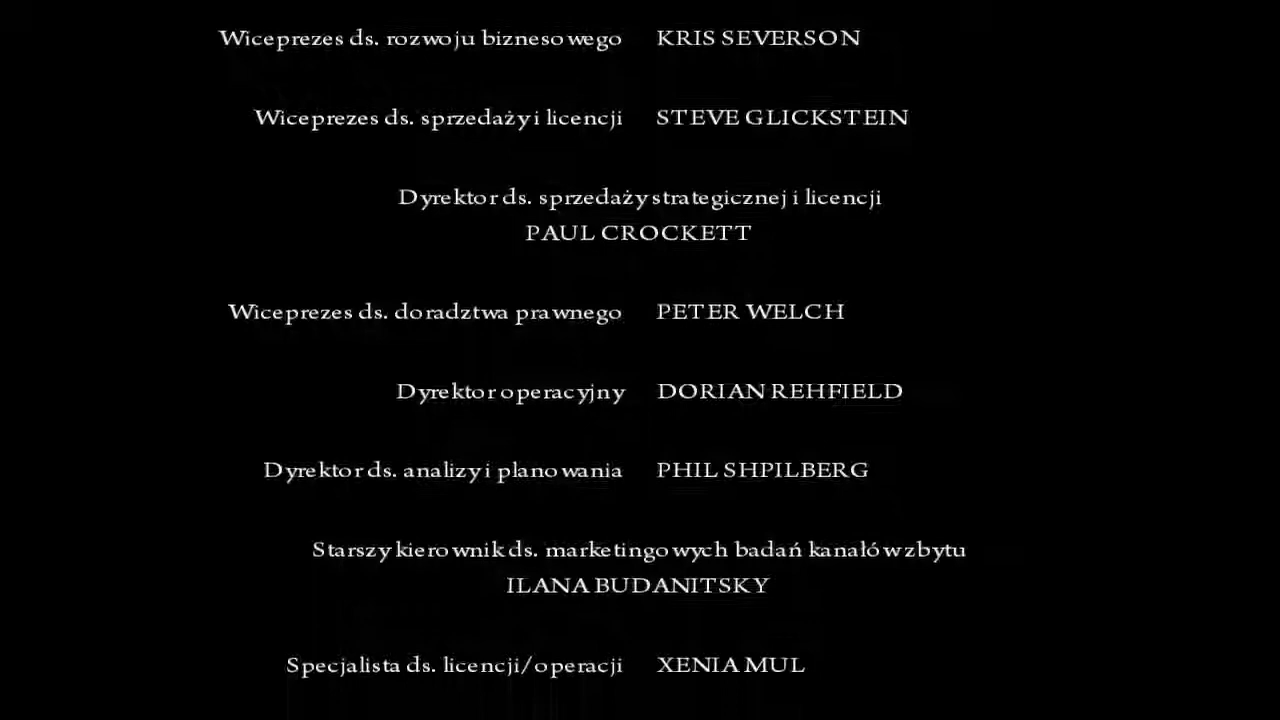 Wiceprezes ds. rozwoju biznesowego KRIS SEVERSON
Wiceprezes ds. sprzedaży i licencji STEVE GLICKSTEIN
Dyrektor ds. sprzedaży strategicznej i licencji
PAUL CROCKETT
Wiceprezes ds. doradztwa prawnego PETER WELCH
Dyrektor operacyjny DORIAN REHFIELD
Dyrektor ds. analizy i planowania PHIL SHPILBERG
Starszy kierownik ds. marketingowych badań kanałów zbytu
ILANA BUDANITSKY
Specjalista ds. licencji/operacji XENIA MUL